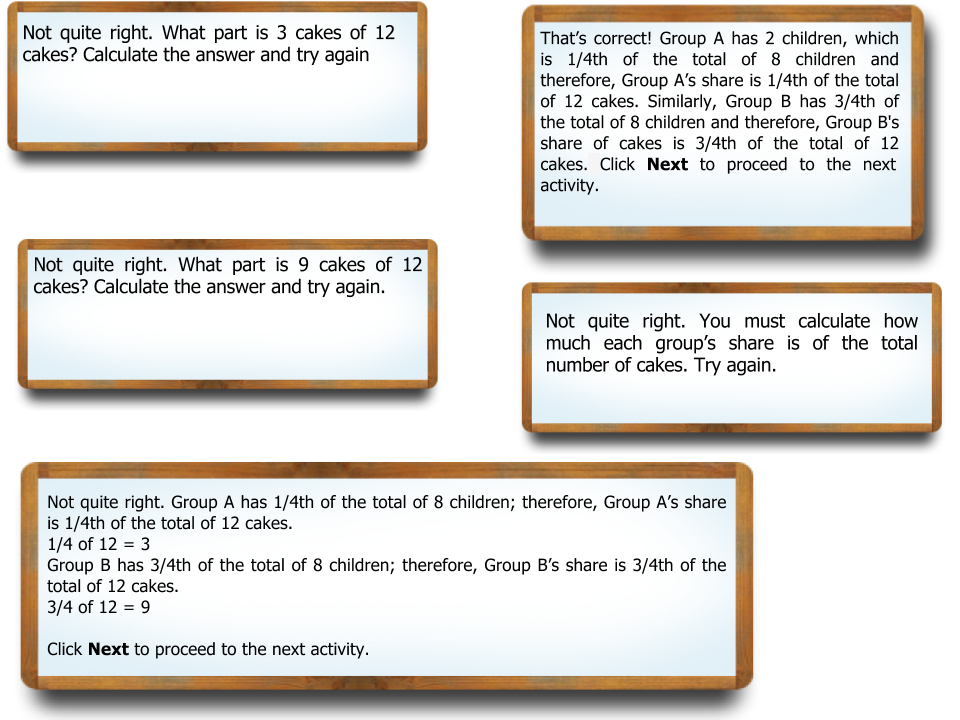 Not quite right. What part is 3 cakes of 12
cakes? Calculate the answer and try again
That’s correct! Group A has 2 children, which
is 1/4th of the total of 8 children and
therefore, Group A’s share is 1/4th of the total
of 12 cakes. Similarly, Group B has 3/4th of
the total of 8 children and therefore, Group B's
share of cakes is 3/4th of the total of 12
cakes. Click Next to proceed to the next
activity.
Not quite right. What part is 9 cakes of 12
cakes? Calculate the answer and try again.
Not quite right. You must calculate how
much each group’s share is of the total
number of cakes. Try again.
Not quite right. Group A has 1/4th of the total of 8 children; therefore, Group A’s share
is 1/4th of the total of 12 cakes.
1/4 of 12 = 3
Group B has 3/4th of the total of 8 children; therefore, Group B’s share is 3/4th of the
total of 12 cakes.
3/4 of 12 = 9
Click Next to proceed to the next activity.